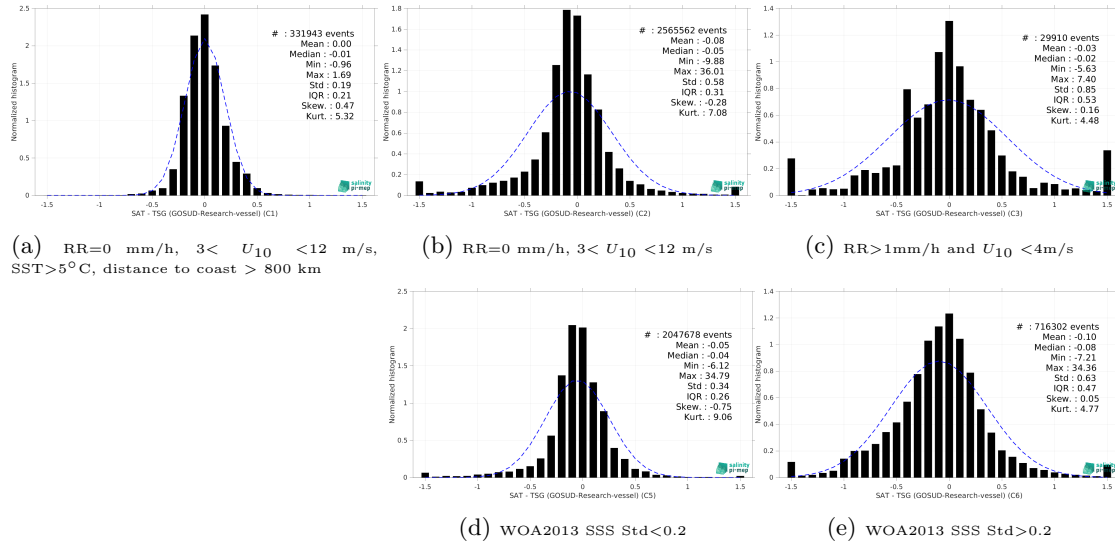 2.5
2
1.5
1
0.5
0
Normalized histogram
# : 331943 events
Mean : 0.00
Median : -0.01
Min : -0.96
Max : 1.69
Std : 0.19
IQR : 0.21
Skew. : 0.47
Kurt. : 5.32
salinity
pi-mep
-1.5 -1 -0.5 0 0.5 1 1.5
SAT - TSG (GOSUD-Research-vessel) (C1)
(a) RR=0 mm/h, 3< U10 <12 m/s,
SST>5°C, distance to coast > 800 km
1.8
1.6
1.4
1.2
1
0.8
0.6
0.4
0.2
0
Normalized histogram
# : 2565562 events
Mean : -0.08
Median : -0.05
Min : -9.88
Max : 36.01
Std : 0.58
IQR : 0.31
Skew. : -0.28
Kurt. : 7.08
salinity
pi-mep
-1.5 -1 -0.5 0 0.5 1 1.5
SAT - TSG (GOSUD-Research-vessel) (C2)
(b) RR=0 mm/h, 3< U10 <12 m/s
1.4
1.2
1
0.8
0.6
0.4
0.2
0
Normalized histogram
# : 29910 events
Mean : -0.03
Median : -0.02
Min : -5.63
Max : 7.40
Std : 0.85
IQR : 0.53
Skew. : 0.16
Kurt. : 4.48
salinity
pi-mep
-1.5 -1 -0.5 0 0.5 1 1.5
SAT - TSG (GOSUD-Research-vessel) (C3)
(c) RR>1mm/h and U10 <4m/s
2.5
2
1.5
1
0.5
0
Normalized histogram
# : 2047678 events
Mean : -0.05
Median : -0.04
Min : -6.12
Max : 34.79
Std : 0.34
IQR : 0.26
Skew. : -0.75
Kurt. : 9.06
salinity
pi-mep
-1.5 -1 -0.5 0 0.5 1 1.5
SAT - TSG (GOSUD-Research-vessel) (C5)
(d) WOA2013 SSS Std<0.2
1.4
1.2
1
0.8
0.6
0.4
0.2
0
Normalized histogram
# : 716302 events
Mean : -0.10
Median : -0.08
Min : -7.21
Max : 34.36
Std : 0.63
IQR : 0.47
Skew. : 0.05
Kurt. : 4.77
salinity
pi-mep
-1.5 -1 -0.5 0 0.5 1 1.5
SAT - TSG (GOSUD-Research-vessel) (C6)
(e) WOA2013 SSS Std>0.2